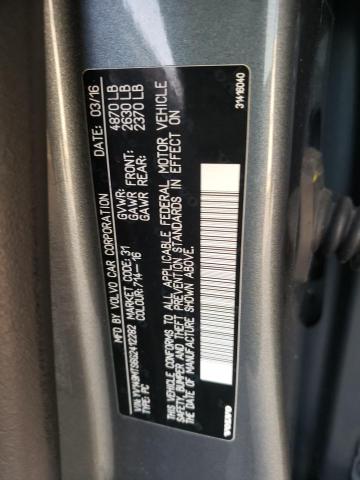 MFD BY VOLVO CAR CORPORATION DATE: 03/16
GVWR: 4870 LB
GAWR FRONT: 2630 LB
GAWR REAR: 2370 LB
MARKET CODE: 31
COLOUR: 714-16
TYPE: PC
THIS VEHICLE CONFORMS TO ALL APPLICABLE FEDERAL MOTOR VEHICLE
SAFETY, BUMPER AND THEFT PREVENTION STANDARDS IN EFFECT ON
THE DATE OF MANUFACTURE SHOWN ABOVE.
VOLVO
31416040